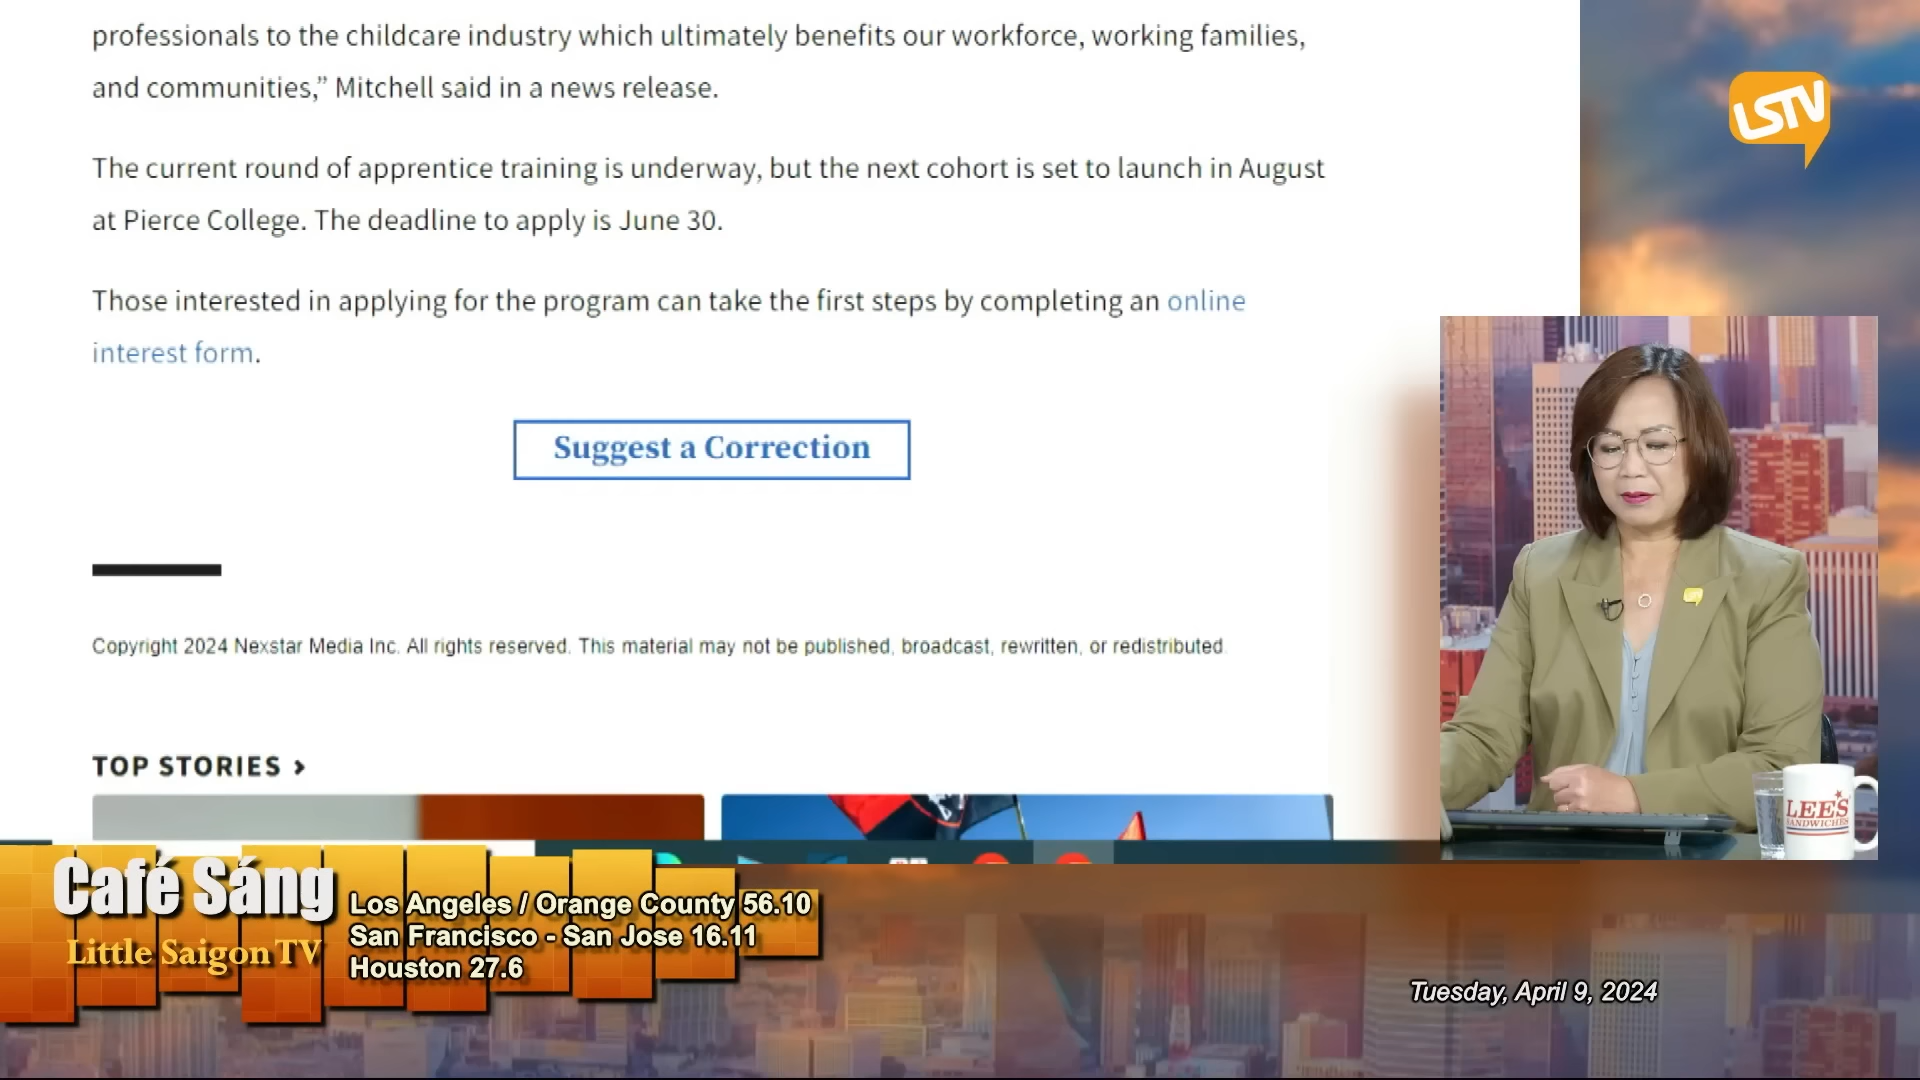 professionals to the childcare industry which ultimately benefits our workforce, working families,
and communities,” Mitchell said in a news release.
The current round of apprentice training is underway, but the next cohort is set to launch in August
at Pierce College. The deadline to apply is June 30.
Those interested in applying for the program can take the first steps by completing an online
interest form.
Suggest a Correction
Copyright 2024 Nexstar Media Inc. All rights reserved. This material may not be published, broadcast, rewritten, or redistributed.
TOP STORIES >
LSTV
LEE'S
SANDWICHES
Café Sáng
Little Saigon TV
Los Angeles / Orange County 56.10
San Francisco - San Jose 16.11
Houston 27.6
Tuesday, April 9, 2024